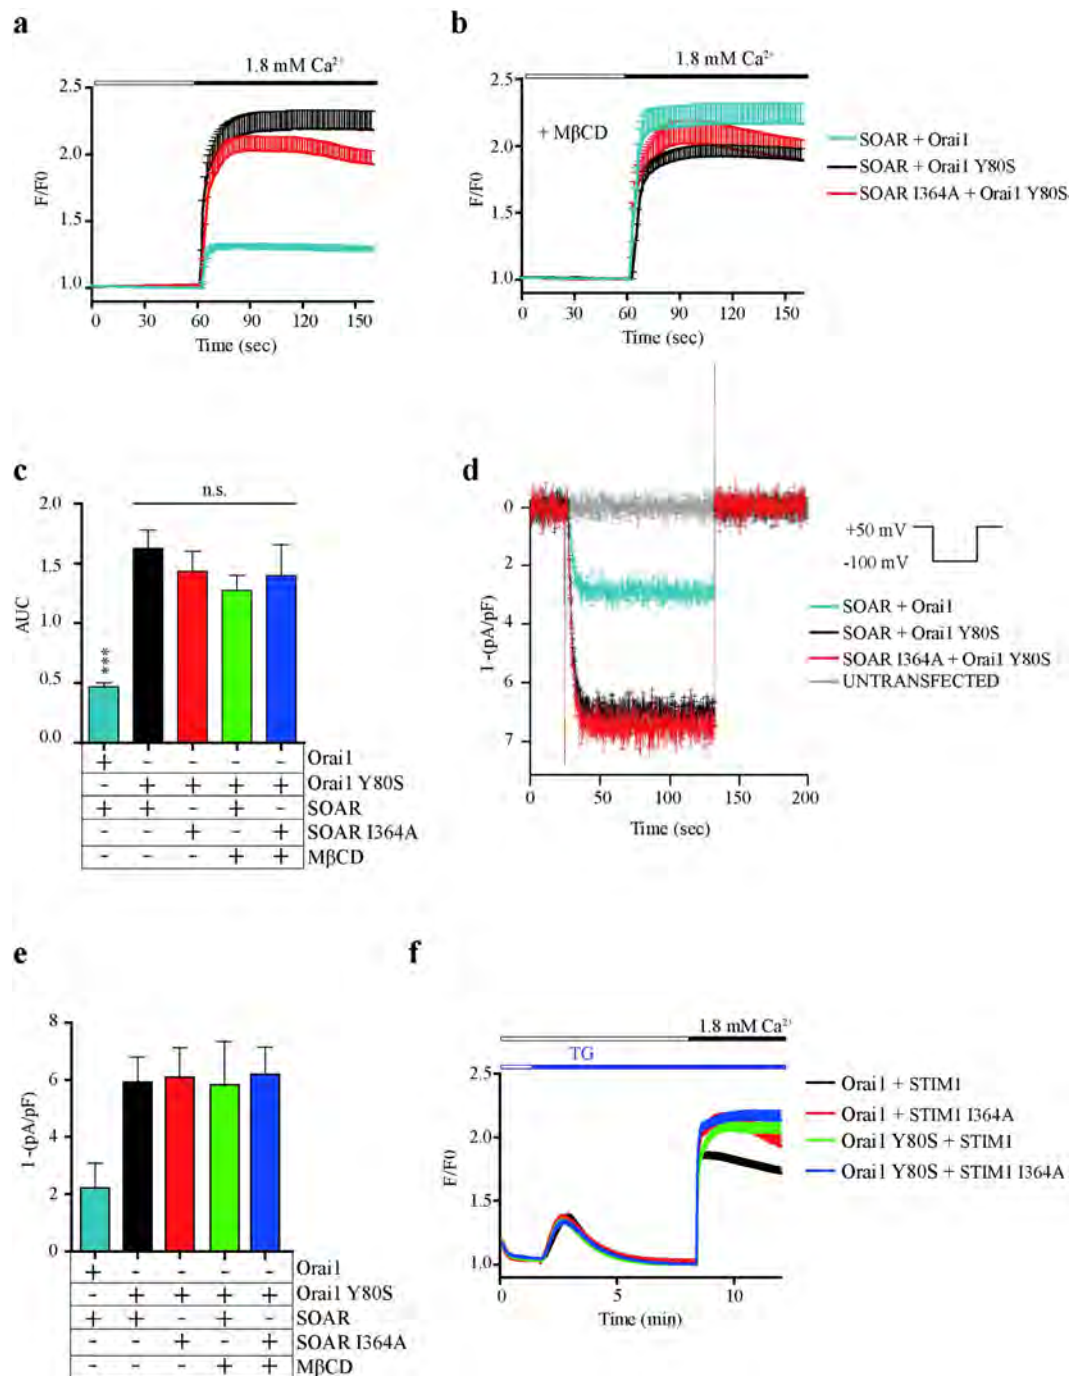 a
1.8 mM Ca²⁺
2.5
2.0
1.5
1.0
F/F0
0 30 60 90 120 150
Time (sec)
b
1.8 mM Ca²⁺
2.5
2.0
1.5
1.0
F/F0
+ MβCD
0 30 60 90 120 150
Time (sec)
SOAR + Orai1
SOAR + Orai1 Y80S
SOAR I364A + Orai1 Y80S
c
n.s.
2.0
1.5
1.0
0.5
0.0
AUC
***
+ - - - - Orai1
- + + + + Orai1 Y80S
+ + - + - SOAR
- - + - + SOAR I364A
- - - + + MβCD
d
0
2
4
6
7
1-(pA/pF)
0 50 100 150 200
Time (sec)
+50 mV
-100 mV
SOAR + Orai1
SOAR + Orai1 Y80S
SOAR I364A + Orai1 Y80S
UNTRANSFECTED
e
8
6
4
2
0
1-(pA/pF)
+ - - - - Orai1
- + + + + Orai1 Y80S
+ + - + - SOAR
- - + - + SOAR I364A
- - - + + MβCD
f
1.8 mM Ca²⁺
TG
2.5
2.0
1.5
1.0
F/F0
0 5 10
Time (min)
Orai1 + STIM1
Orai1 + STIM1 I364A
Orai1 Y80S + STIM1
Orai1 Y80S + STIM1 I364A